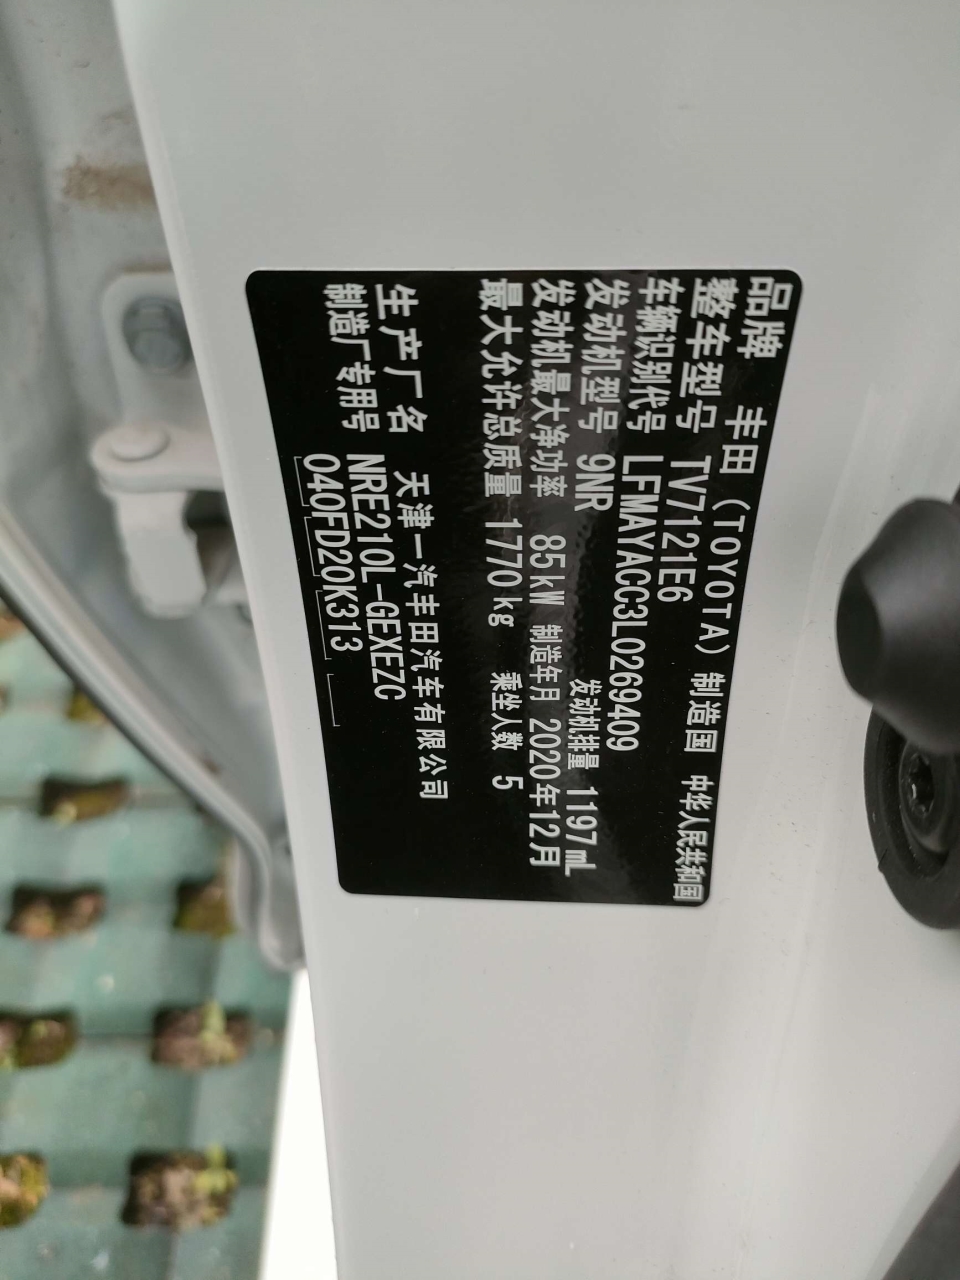 品牌 丰田（TOYOTA） 制造国 中华人民共和国
整车型号 TV7121E6
车辆识别代号 LFMAYACC3L0269409
发动机型号 9NR 发动机排量 1197mL
发动机最大净功率 85kW 制造年月 2020年12月
最大允许总质量 1770kg 乘坐人数 5
生产厂名 天津一汽丰田汽车有限公司
制造厂专用号 NRE210L-GEXEZC
040FD20K313